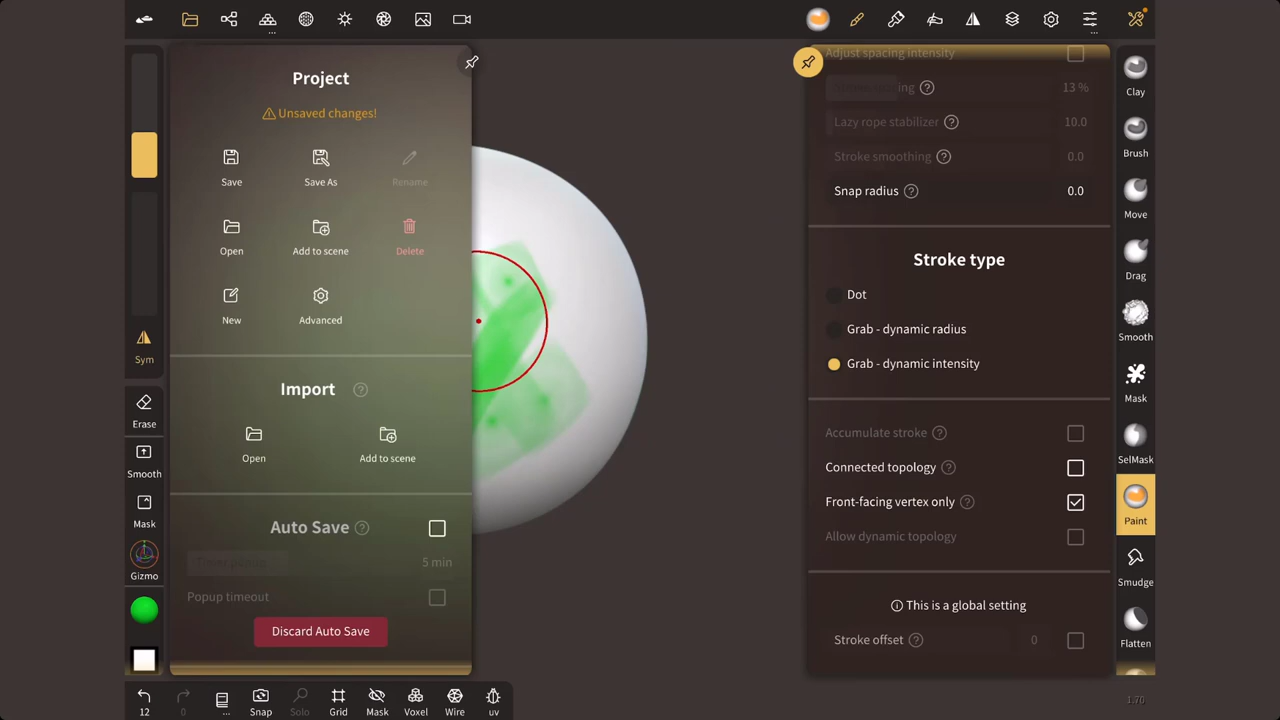 Project
Unsaved changes!
Save
Save As
Rename
Open
Add to scene
Delete
New
Advanced
Import
Open
Add to scene
Auto Save
5 min
Popup timeout
Discard Auto Save
Sym
Erase
Smooth
Mask
Gizmo
12
0
...
Snap
Solo
Grid
Mask
Voxel
Wire
uv
Adjust spacing intensity
13 %
Lazy rope stabilizer
10.0
Stroke smoothing
0.0
Snap radius
0.0
Stroke type
Dot
Grab - dynamic radius
Grab - dynamic intensity
Accumulate stroke
Connected topology
Front-facing vertex only
Allow dynamic topology
This is a global setting
Stroke offset
0
Clay
Brush
Move
Drag
Smooth
Mask
SelMask
Paint
Smudge
Flatten
1.70